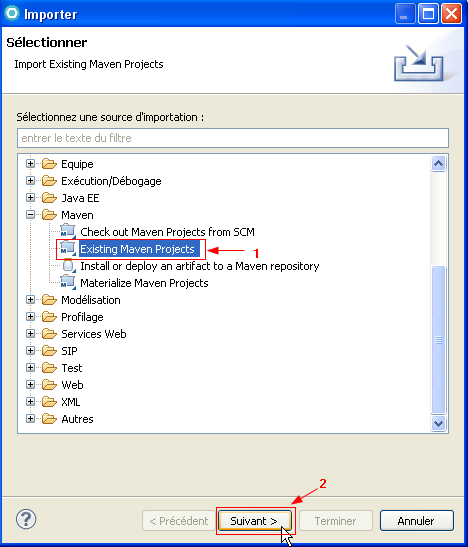 Importer
Sélectionner
Import Existing Maven Projects
Sélectionnez une source d'importation :
entrer le texte du filtre
Equipe
Exécution/Débogage
Java EE
Maven
Check out Maven Projects from SCM
Existing Maven Projects
1
Install or deploy an artifact to a Maven repository
Materialize Maven Projects
Modélisation
Profilage
Services Web
SIP
Test
Web
XML
Autres
2
? < Précédent Suivant > Terminer Annuler